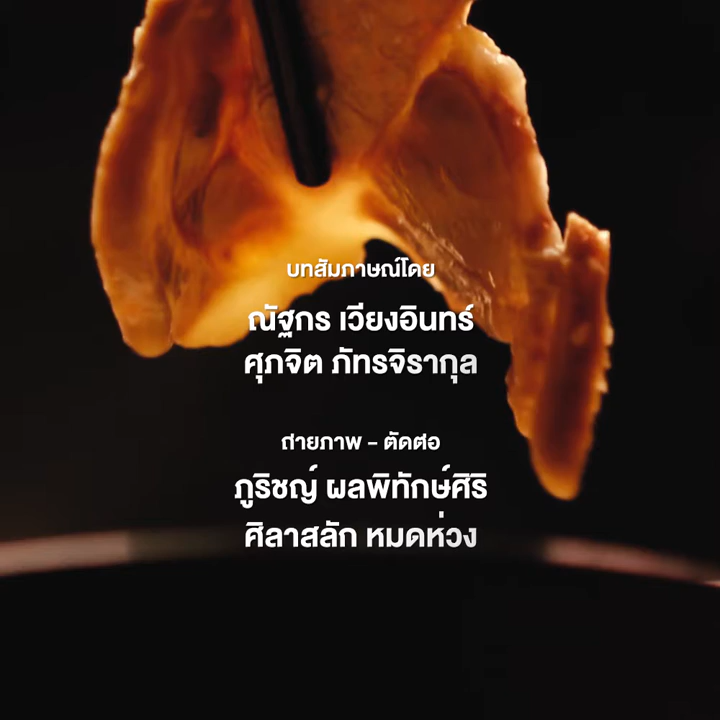 บทสัมภาษณ์โดย
ณัฐกร เวียงอินทร์
ศุภจิต ภัทรจิรากุล
ถ่ายภาพ - ตัดต่อ
ภูริชญ์ ผลพิทักษ์ศิริ
ศิลาสลัก หมดห่วง